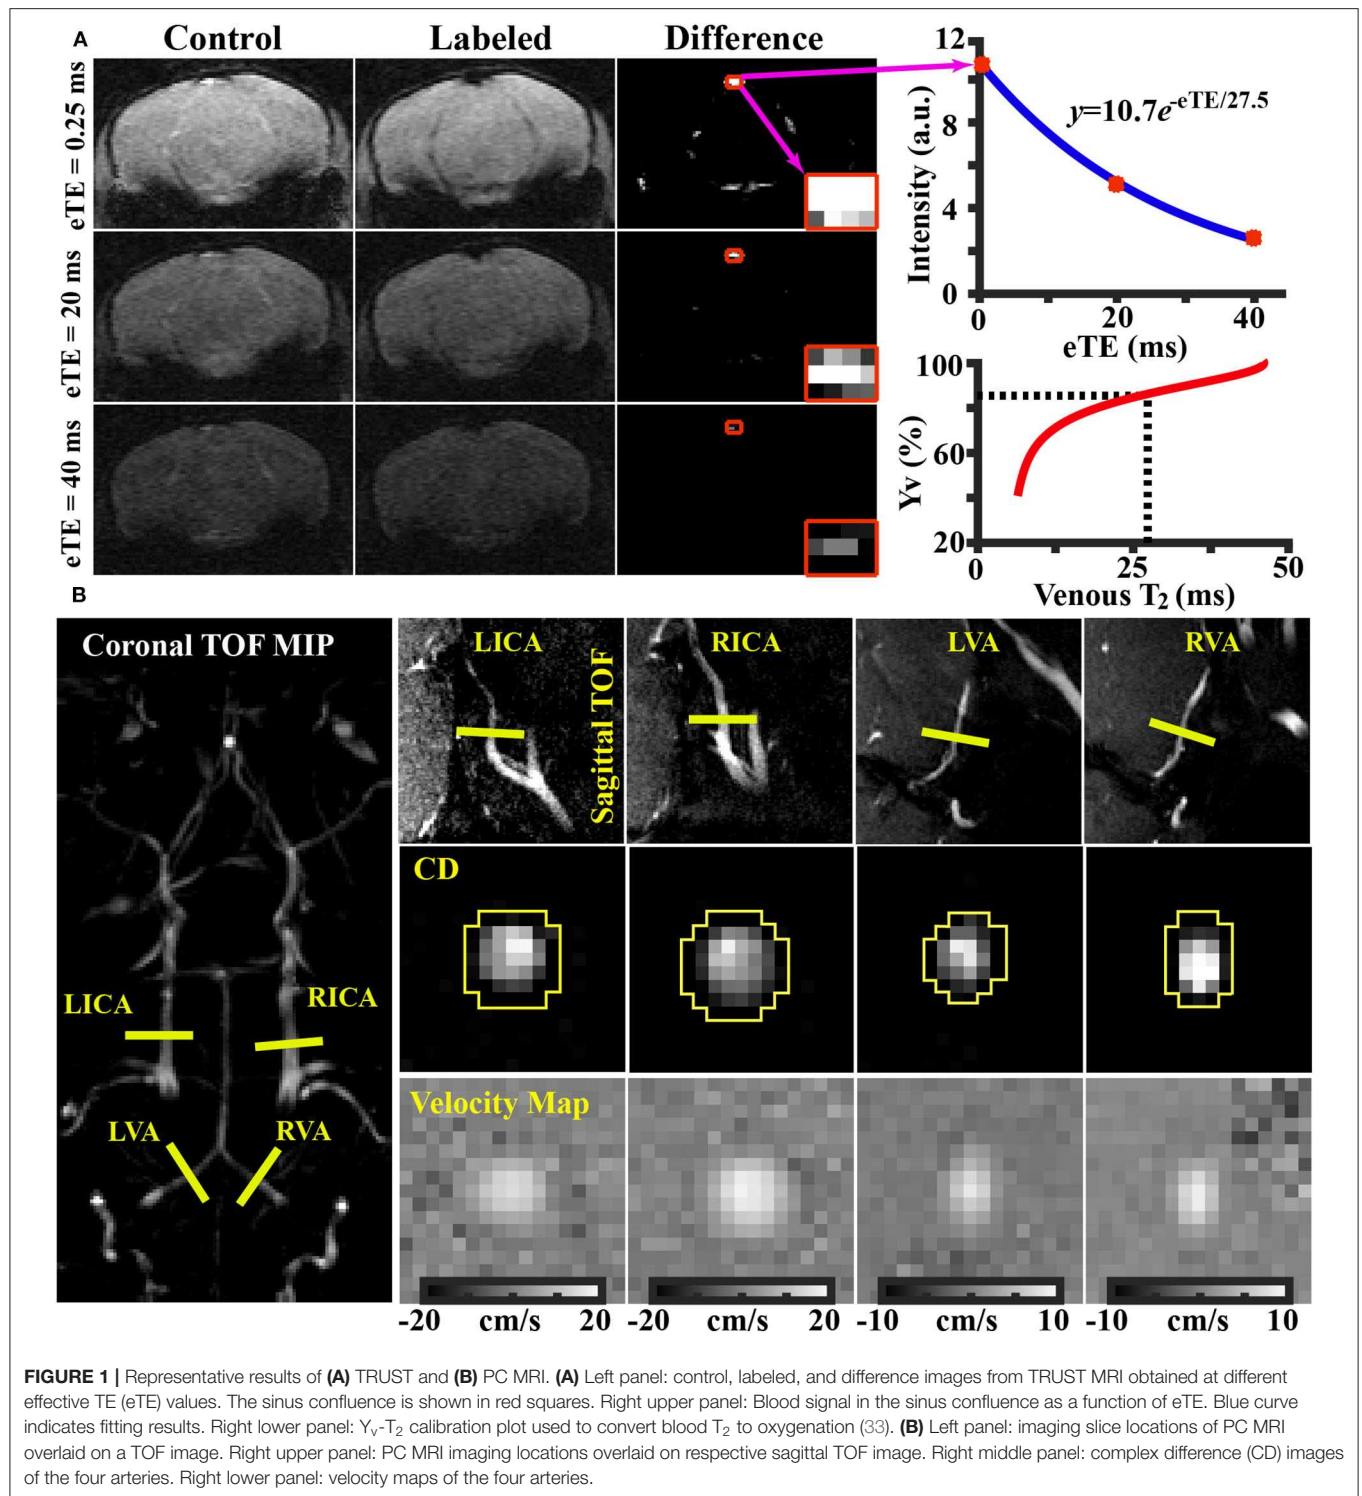 A
Control
Labeled
Difference
eTE = 0.25 ms
eTE = 20 ms
eTE = 40 ms
12
8
4
0
Intensity (a.u.)
y=10.7e-eTE/27.5
0
20
40
eTE (ms)
100
60
20
Yv (%)
0
25
50
Venous T2 (ms)
B
Coronal TOF MIP
LICA
RICA
LVA
RVA
Sagittal TOF
LICA
RICA
LVA
RVA
CD
Velocity Map
-20 cm/s 20
-20 cm/s 20
-10 cm/s 10
-10 cm/s 10
FIGURE 1 | Representative results of (A) TRUST and (B) PC MRI. (A) Left panel: control, labeled, and difference images from TRUST MRI obtained at different
effective TE (eTE) values. The sinus confluence is shown in red squares. Right upper panel: Blood signal in the sinus confluence as a function of eTE. Blue curve
indicates fitting results. Right lower panel: Yv-T2 calibration plot used to convert blood T2 to oxygenation (33). (B) Left panel: imaging slice locations of PC MRI
overlaid on a TOF image. Right upper panel: PC MRI imaging locations overlaid on respective sagittal TOF image. Right middle panel: complex difference (CD) images
of the four arteries. Right lower panel: velocity maps of the four arteries.